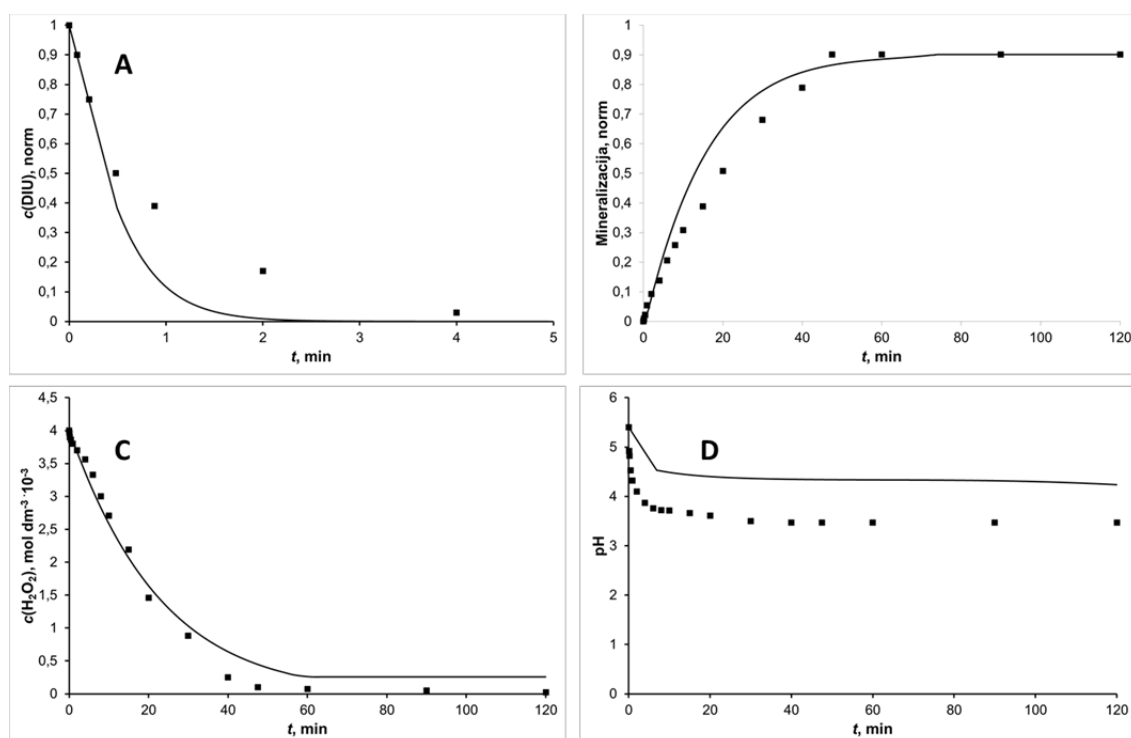 1
0,9
0,8
0,7
0,6
0,5
0,4
0,3
0,2
0,1
0
c(DIU), norm
A
0 1 2 3 4 5
t, min
1
0,9
0,8
0,7
0,6
0,5
0,4
0,3
0,2
0,1
0
Mineralizacija, norm
0 20 40 60 80 100 120
t, min
4,5
4
3,5
3
2,5
2
1,5
1
0,5
0
c(H₂O₂), mol dm⁻³ ·10⁻³
C
0 20 40 60 80 100 120
t, min
6
5
4
3
2
1
0
pH
D
0 20 40 60 80 100 120
t, min